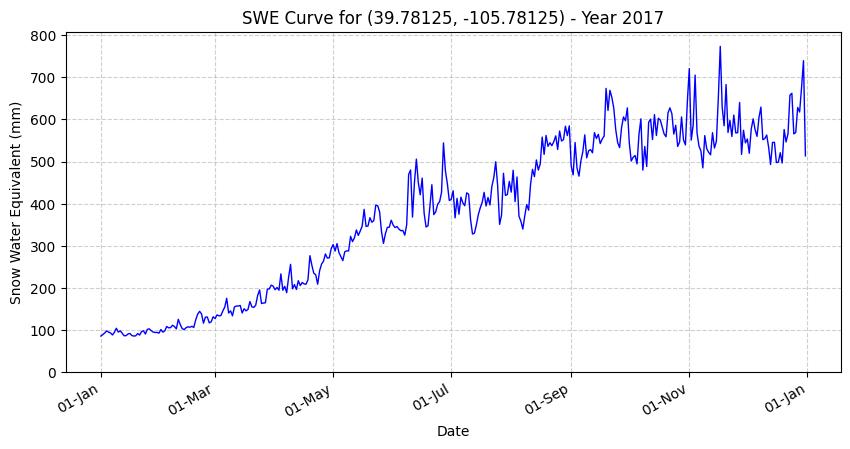 SWE Curve for (39.78125, -105.78125) - Year 2017
Snow Water Equivalent (mm)
800
700
600
500
400
300
200
100
0
01-Jan
01-Mar
01-May
01-Jul
01-Sep
01-Nov
01-Jan
Date